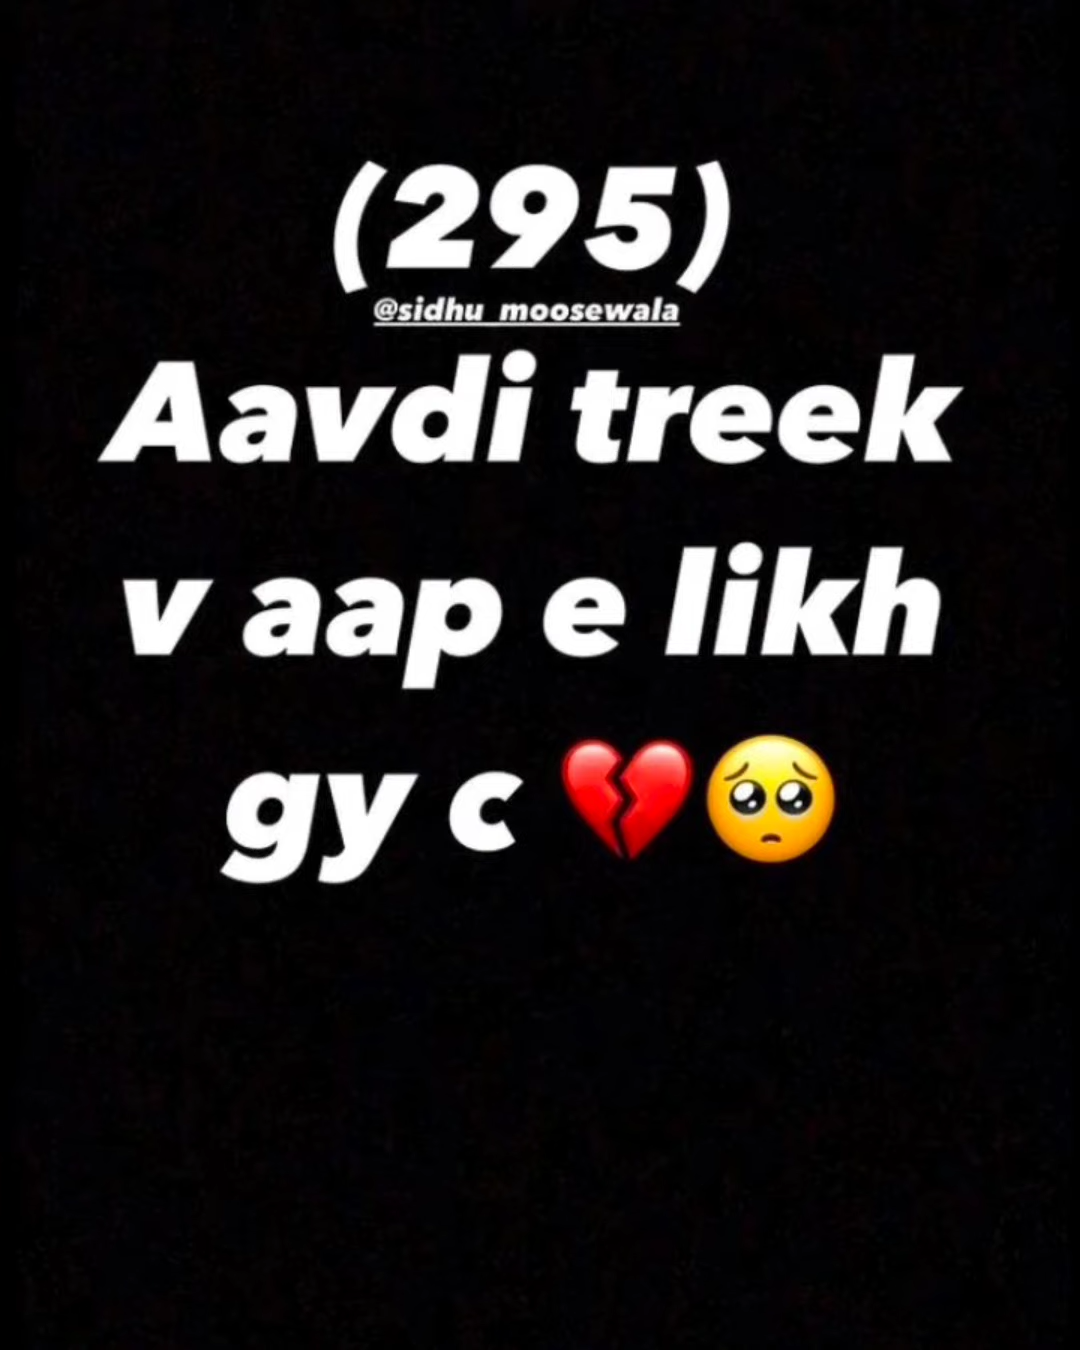 (295)
@sidhu_moosewala
Aavdi treek
v aap e likh
gy c 💔🥺